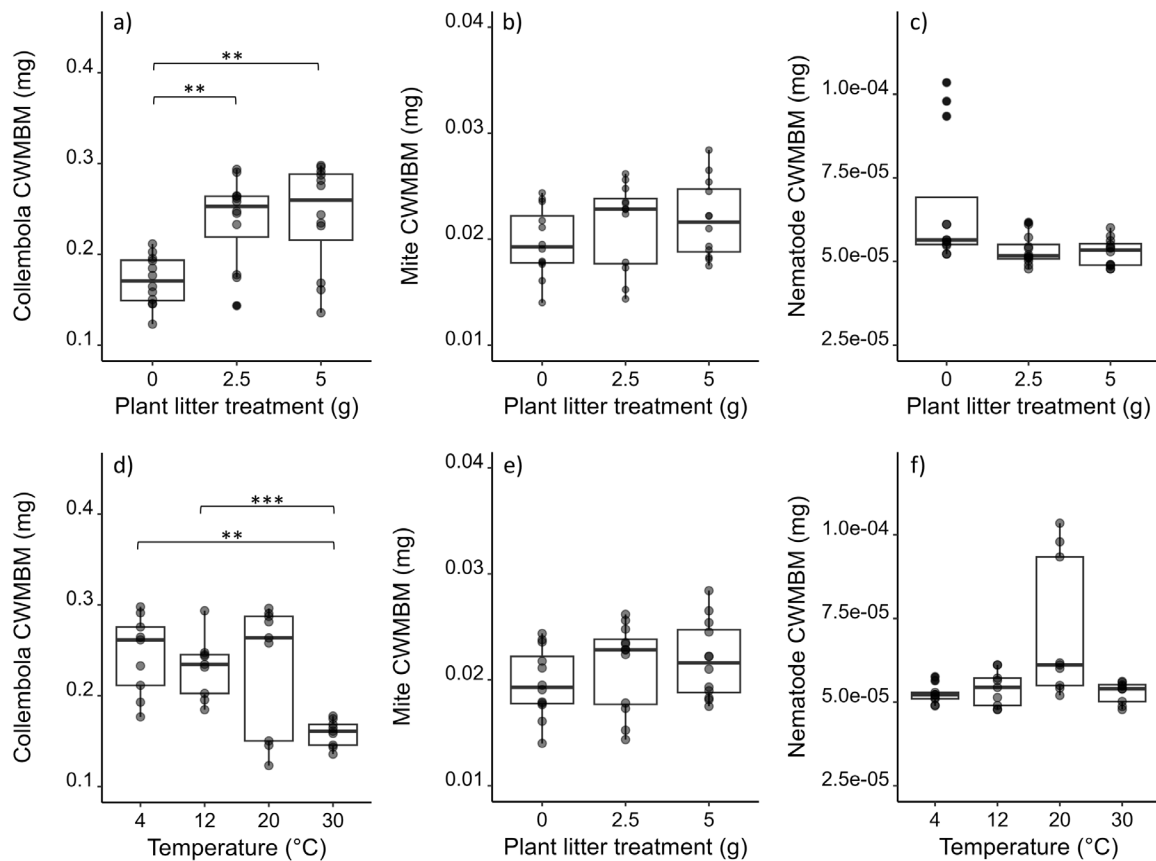 a)
Collembola CWMBM (mg)
0.4
0.3
0.2
0.1
**
**
0 2.5 5
Plant litter treatment (g)
b)
Mite CWMBM (mg)
0.04
0.03
0.02
0.01
0 2.5 5
Plant litter treatment (g)
c)
Nematode CWMBM (mg)
1.0e-04
7.5e-05
5.0e-05
2.5e-05
0 2.5 5
Plant litter treatment (g)
d)
Collembola CWMBM (mg)
0.4
0.3
0.2
0.1
***
**
4 12 20 30
Temperature (°C)
e)
Mite CWMBM (mg)
0.04
0.03
0.02
0.01
0 2.5 5
Plant litter treatment (g)
f)
Nematode CWMBM (mg)
1.0e-04
7.5e-05
5.0e-05
2.5e-05
4 12 20 30
Temperature (°C)